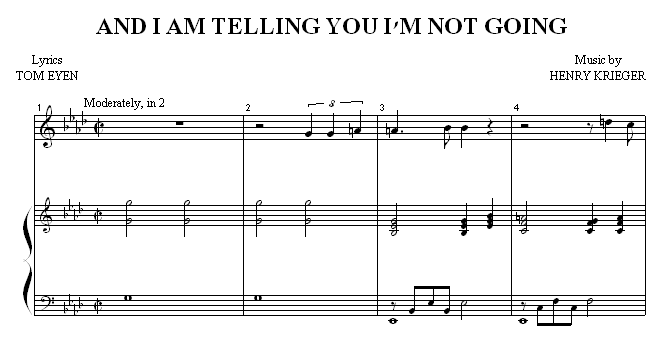 AND I AM TELLING YOU I'M NOT GOING
Lyrics
TOM EYEN
Music by
HENRY KRIEGER
Moderately, in 2
1 2 3 4
3